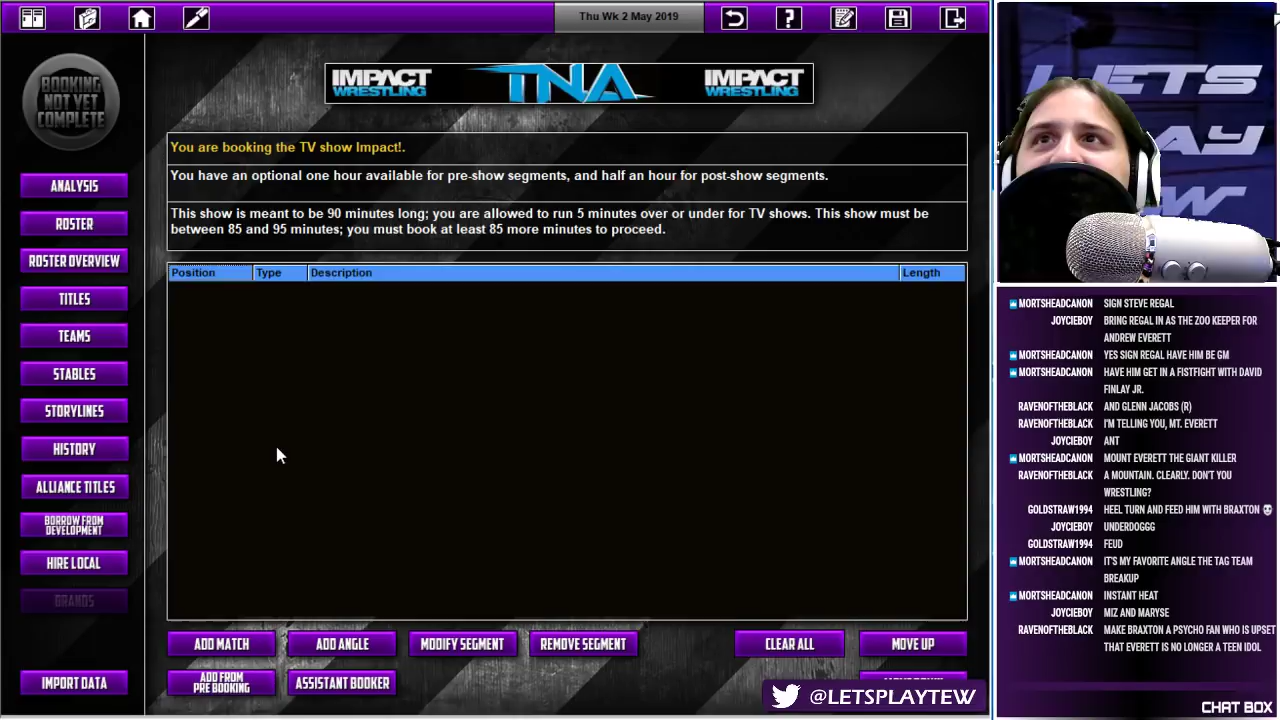 Thu Wk 2 May 2019
BOOKING
NOT YET
COMPLETE
IMPACT
WRESTLING
TNA
IMPACT
WRESTLING
You are booking the TV show Impact!.
You have an optional one hour available for pre-show segments, and half an hour for post-show segments.
This show is meant to be 90 minutes long; you are allowed to run 5 minutes over or under for TV shows. This show must be
between 85 and 95 minutes; you must book at least 85 more minutes to proceed.
Position Type Description Length
ANALYSIS
ROSTER
ROSTER OVERVIEW
TITLES
TEAMS
STABLES
STORYLINES
HISTORY
ALLIANCE TITLES
BORROW FROM
DEVELOPMENT
HIRE LOCAL
BRANDS
IMPORT DATA
ADD MATCH ADD ANGLE MODIFY SEGMENT REMOVE SEGMENT CLEAR ALL MOVE UP
ADD FROM
PRE BOOKING
ASSISTANT BOOKER
@LETSPLAYTEW
LETS
PLAY
TEW
MORTSHEADCANON SIGN STEVE REGAL
JOYCIEBOY BRING REGAL IN AS THE ZOO KEEPER FOR
ANDREW EVERETT
MORTSHEADCANON YES SIGN REGAL HAVE HIM BE GM
MORTSHEADCANON HAVE HIM GET IN A FISTFIGHT WITH DAVID
FINLAY JR.
RAVENOFTHEBLACK AND GLENN JACOBS (R)
RAVENOFTHEBLACK I'M TELLING YOU, MT. EVERETT
JOYCIEBOY ANT
MORTSHEADCANON MOUNT EVERETT THE GIANT KILLER
RAVENOFTHEBLACK A MOUNTAIN. CLEARLY. DON'T YOU
WRESTLING?
GOLDSTRAW1994 HEEL TURN AND FEED HIM WITH BRAXTON
JOYCIEBOY UNDERDOGGG
GOLDSTRAW1994 FEUD
MORTSHEADCANON IT'S MY FAVORITE ANGLE THE TAG TEAM
BREAKUP
MORTSHEADCANON INSTANT HEAT
JOYCIEBOY MIZ AND MARYSE
RAVENOFTHEBLACK MAKE BRAXTON A PSYCHO FAN WHO IS UPSET
THAT EVERETT IS NO LONGER A TEEN IDOL
CHAT BOX